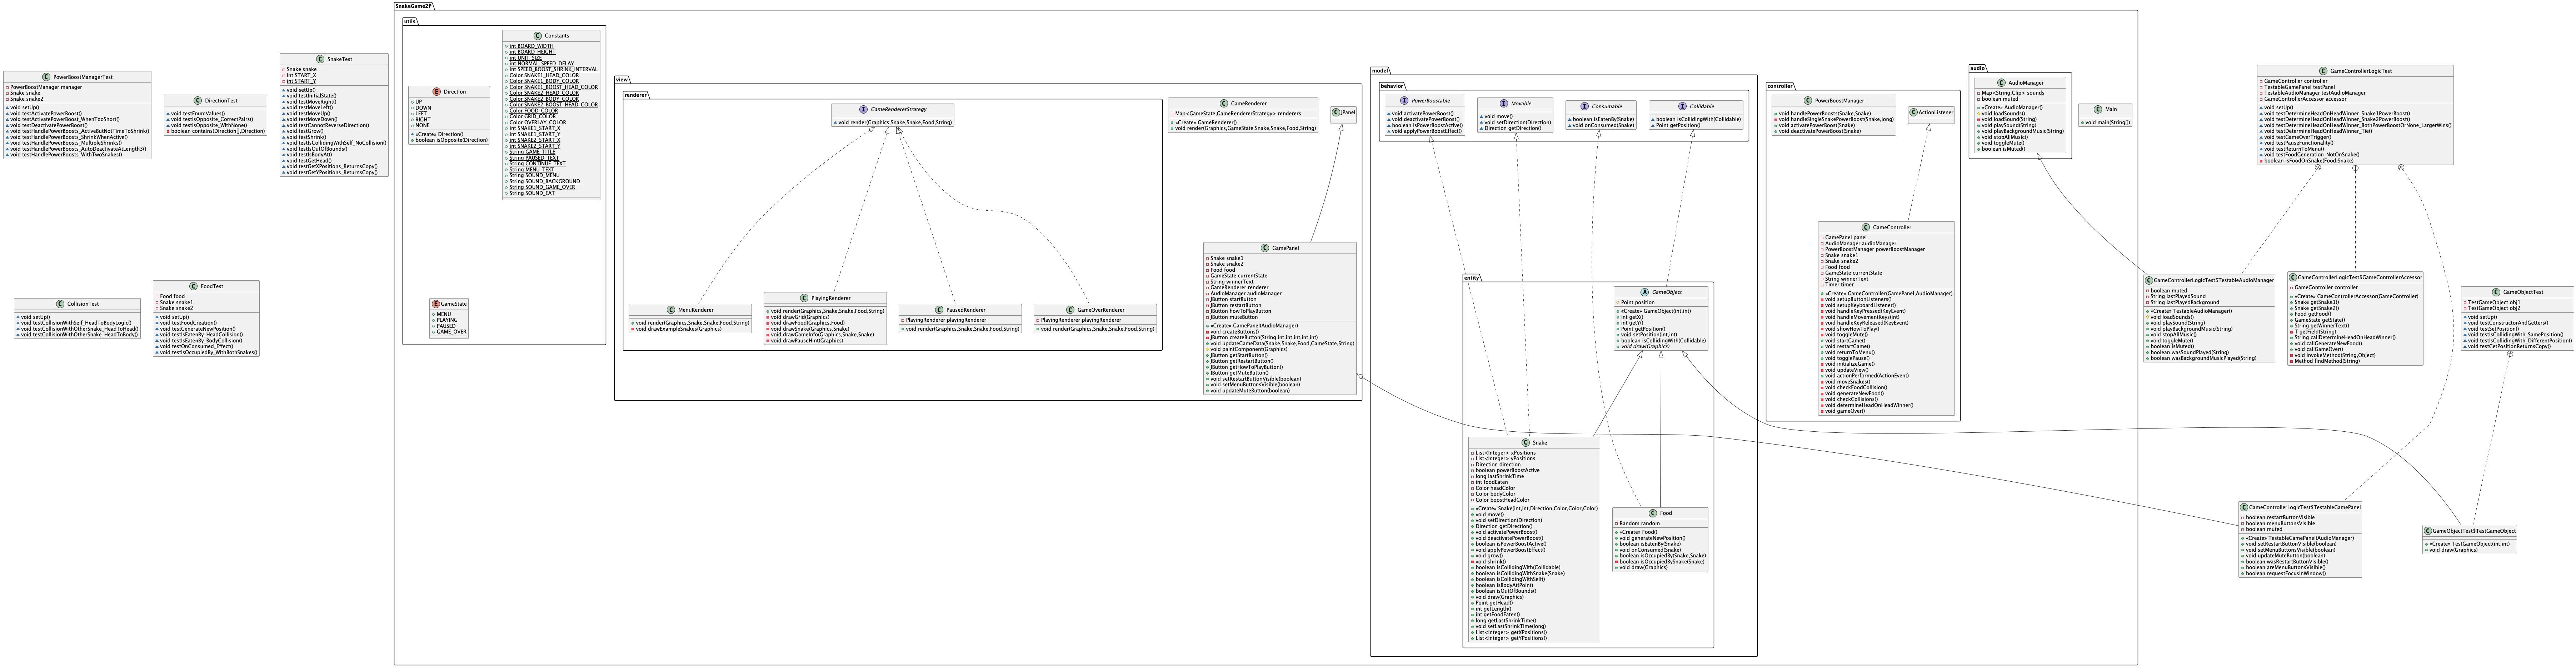 SnakeGame2P
utils
C Constants
int BOARD_WIDTH
int BOARD_HEIGHT
int UNIT_SIZE
int NORMAL_SPEED_DELAY
int SPEED_BOOST_SHRINK_INTERVAL
Color SNAKE1_HEAD_COLOR
Color SNAKE1_BODY_COLOR
Color SNAKE1_BOOST_HEAD_COLOR
Color SNAKE2_HEAD_COLOR
Color SNAKE2_BODY_COLOR
Color SNAKE2_BOOST_HEAD_COLOR
Color FOOD_COLOR
Color GRID_COLOR
Color OVERLAY_COLOR
int SNAKE1_START_X
int SNAKE1_START_Y
int SNAKE2_START_X
int SNAKE2_START_Y
String GAME_TITLE
String PAUSED_TEXT
String CONTINUE_TEXT
String MENU_TEXT
String SOUND_MENU
String SOUND_BACKGROUND
String SOUND_GAME_OVER
String SOUND_EAT
E Direction
UP
DOWN
LEFT
RIGHT
NONE
«Create» Direction()
boolean isOpposite(Direction)
E GameState
MENU
PLAYING
PAUSED
GAME_OVER
C PowerBoostManagerTest
PowerBoostManager manager
Snake snake
Snake snake2
void setUp()
void testActivatePowerBoost()
void testActivatePowerBoost_WhenTooShort()
void testDeactivatePowerBoost()
void testHandlePowerBoosts_ActiveButNotTimeToShrink()
void testHandlePowerBoosts_ShrinkWhenActive()
void testHandlePowerBoosts_MultipleShrinks()
void testHandlePowerBoosts_AutoDeactivateAtLength3()
void testHandlePowerBoosts_WithTwoSnakes()
C DirectionTest
void testEnumValues()
void testIsOpposite_CorrectPairs()
void testIsOpposite_WithNone()
boolean contains(Direction[],Direction)
C SnakeTest
Snake snake
int START_X
int START_Y
void setUp()
void testInitialState()
void testMoveRight()
void testMoveLeft()
void testMoveUp()
void testMoveDown()
void testCannotReverseDirection()
void testGrow()
void testShrink()
void testIsCollidingWithSelf_NoCollision()
void testIsOutOfBounds()
void testIsBodyAt()
void testGetHead()
void testGetXPositions_ReturnsCopy()
void testGetYPositions_ReturnsCopy()
C CollisionTest
void setUp()
void testCollisionWithSelf_HeadToBodyLogic()
void testCollisionWithOtherSnake_HeadToHead()
void testCollisionWithOtherSnake_HeadToBody()
C FoodTest
Food food
Snake snake1
Snake snake2
void setUp()
void testFoodCreation()
void testGenerateNewPosition()
void testIsEatenBy_HeadCollision()
void testIsEatenBy_BodyCollision()
void testOnConsumed_Effect()
void testIsOccupiedBy_WithBothSnakes()
view
renderer
I GameRendererStrategy
void render(Graphics,Snake,Snake,Food,String)
C MenuRenderer
void render(Graphics,Snake,Snake,Food,String)
void drawExampleSnakes(Graphics)
C PlayingRenderer
void render(Graphics,Snake,Snake,Food,String)
void drawGrid(Graphics)
void drawFood(Graphics,Food)
void drawSnake(Graphics,Snake)
void drawGameInfo(Graphics,Snake,Snake)
void drawPauseHint(Graphics)
C PausedRenderer
PlayingRenderer playingRenderer
void render(Graphics,Snake,Snake,Food,String)
C GameOverRenderer
PlayingRenderer playingRenderer
void render(Graphics,Snake,Snake,Food,String)
C GameRenderer
Map<GameState,GameRendererStrategy> renderers
«Create» GameRenderer()
void render(Graphics,GameState,Snake,Snake,Food,String)
C JPanel
C GamePanel
Snake snake1
Snake snake2
Food food
GameState currentState
String winnerText
GameRenderer renderer
AudioManager audioManager
JButton startButton
JButton restartButton
JButton howToPlayButton
JButton muteButton
«Create» GamePanel(AudioManager)
void createButtons()
JButton createButton(String,int,int,int,int,int)
void updateGameData(Snake,Snake,Food,GameState,String)
void paintComponent(Graphics)
JButton getStartButton()
JButton getRestartButton()
JButton getHowToPlayButton()
JButton getMuteButton()
void setRestartButtonVisible(boolean)
void setMenuButtonsVisible(boolean)
void updateMuteButton(boolean)
model
behavior
I PowerBoostable
void activatePowerBoost()
void deactivatePowerBoost()
boolean isPowerBoostActive()
void applyPowerBoostEffect()
I Movable
void move()
void setDirection(Direction)
Direction getDirection()
I Consumable
boolean isEatenBy(Snake)
void onConsumed(Snake)
I Collidable
boolean isCollidingWith(Collidable)
Point getPosition()
entity
A GameObject
Point position
«Create» GameObject(int,int)
int getX()
int getY()
Point getPosition()
void setPosition(int,int)
boolean isCollidingWith(Collidable)
void draw(Graphics)
C Snake
List<Integer> xPositions
List<Integer> yPositions
Direction direction
boolean powerBoostActive
long lastShrinkTime
int foodEaten
Color headColor
Color bodyColor
Color boostHeadColor
«Create» Snake(int,int,Direction,Color,Color,Color)
void move()
void setDirection(Direction)
Direction getDirection()
void activatePowerBoost()
void deactivatePowerBoost()
boolean isPowerBoostActive()
void applyPowerBoostEffect()
void grow()
void shrink()
boolean isCollidingWith(Collidable)
boolean isCollidingWithSnake(Snake)
boolean isCollidingWithSelf()
boolean isBodyAt(Point)
boolean isOutOfBounds()
void draw(Graphics)
Point getHead()
int getLength()
int getFoodEaten()
long getLastShrinkTime()
void setLastShrinkTime(long)
List<Integer> getXPositions()
List<Integer> getYPositions()
C Food
Random random
«Create» Food()
void generateNewPosition()
boolean isEatenBy(Snake)
void onConsumed(Snake)
boolean isOccupiedBy(Snake,Snake)
boolean isOccupiedBySnake(Snake)
void draw(Graphics)
controller
C PowerBoostManager
void handlePowerBoosts(Snake,Snake)
void handleSingleSnakePowerBoost(Snake,long)
void activatePowerBoost(Snake)
void deactivatePowerBoost(Snake)
C ActionListener
C GameController
GamePanel panel
AudioManager audioManager
PowerBoostManager powerBoostManager
Snake snake1
Snake snake2
Food food
GameState currentState
String winnerText
Timer timer
«Create» GameController(GamePanel,AudioManager)
void setupButtonListeners()
void setupKeyboardListener()
void handleKeyPressed(KeyEvent)
void handleMovementKeys(int)
void handleKeyReleased(KeyEvent)
void showHowToPlay()
void toggleMute()
void startGame()
void restartGame()
void returnToMenu()
void togglePause()
void initializeGame()
void updateView()
void actionPerformed(ActionEvent)
void moveSnakes()
void checkFoodCollision()
void generateNewFood()
void checkCollisions()
void determineHeadOnHeadWinner()
void gameOver()
audio
C AudioManager
Map<String,Clip> sounds
boolean muted
«Create» AudioManager()
void loadSounds()
void loadSound(String)
void playSound(String)
void playBackgroundMusic(String)
void stopAllMusic()
void toggleMute()
boolean isMuted()
C Main
void main(String[])
C GameControllerLogicTest
GameController controller
TestableGamePanel testPanel
TestableAudioManager testAudioManager
GameControllerAccessor accessor
void setUp()
void testDetermineHeadOnHeadWinner_Snake1PowerBoost()
void testDetermineHeadOnHeadWinner_Snake2PowerBoost()
void testDetermineHeadOnHeadWinner_BothPowerBoostOrNone_LargerWins()
void testDetermineHeadOnHeadWinner_Tie()
void testGameOverTrigger()
void testPauseFunctionality()
void testReturnToMenu()
void testFoodGeneration_NotOnSnake()
boolean isFoodOnSnake(Food,Snake)
C GameControllerLogicTest$TestableAudioManager
boolean muted
String lastPlayedSound
String lastPlayedBackground
«Create» TestableAudioManager()
void loadSounds()
void playSound(String)
void playBackgroundMusic(String)
void stopAllMusic()
void toggleMute()
boolean isMuted()
boolean wasSoundPlayed(String)
boolean wasBackgroundMusicPlayed(String)
C GameControllerLogicTest$GameControllerAccessor
GameController controller
«Create» GameControllerAccessor(GameController)
Snake getSnake1()
Snake getSnake2()
Food getFood()
GameState getState()
String getWinnerText()
T getField(String)
String callDetermineHeadOnHeadWinner()
void callGenerateNewFood()
void callGameOver()
void invokeMethod(String,Object)
Method findMethod(String)
C GameObjectTest
TestGameObject obj1
TestGameObject obj2
void setUp()
void testConstructorAndGetters()
void testSetPosition()
void testIsCollidingWith_SamePosition()
void testIsCollidingWith_DifferentPosition()
void testGetPositionReturnsCopy()
C GameControllerLogicTest$TestableGamePanel
boolean restartButtonVisible
boolean menuButtonsVisible
boolean muted
«Create» TestableGamePanel(AudioManager)
void setRestartButtonVisible(boolean)
void setMenuButtonsVisible(boolean)
void updateMuteButton(boolean)
boolean wasRestartButtonVisible()
boolean areMenuButtonsVisible()
boolean requestFocusInWindow()
C GameObjectTest$TestGameObject
«Create» TestGameObject(int,int)
void draw(Graphics)